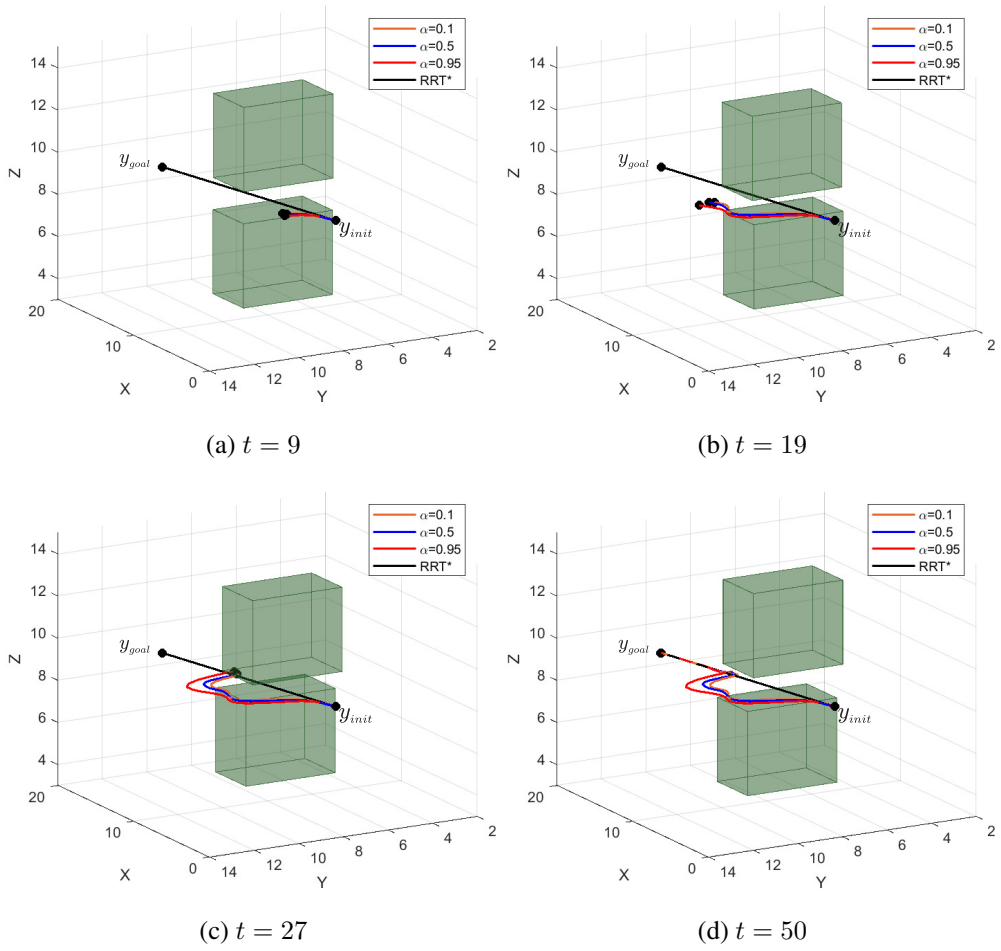 α=0.1
α=0.5
α=0.95
RRT*
14
12
10
8
6
4
Z
y_goal
y_init
20
10
0
X
14
12
10
8
6
4
2
Y
(a) t = 9
α=0.1
α=0.5
α=0.95
RRT*
14
12
10
8
6
4
Z
y_goal
y_init
20
10
0
X
14
12
10
8
6
4
2
Y
(b) t = 19
α=0.1
α=0.5
α=0.95
RRT*
14
12
10
8
6
4
Z
y_goal
y_init
20
10
0
X
14
12
10
8
6
4
2
Y
(c) t = 27
α=0.1
α=0.5
α=0.95
RRT*
14
12
10
8
6
4
Z
y_goal
y_init
20
10
0
X
14
12
10
8
6
4
2
Y
(d) t = 50